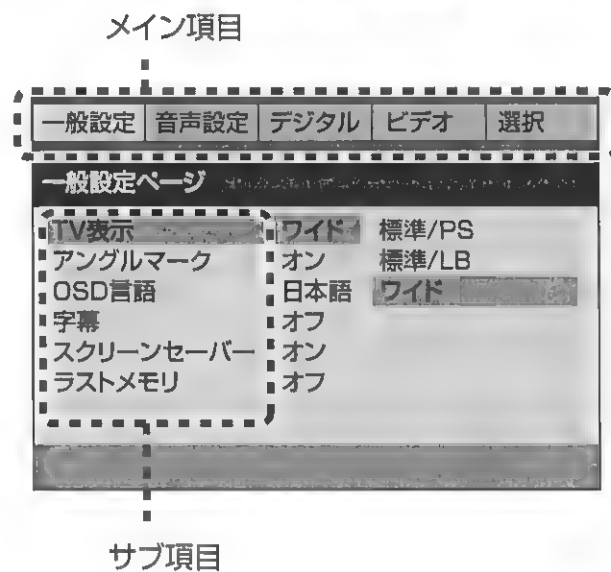 メイン項目
一般設定 音声設定 デジタル ビデオ 選択
一般設定ページ
TV表示 ワイド 標準/PS
アングルマーク オン 標準/LB
OSD言語 日本語 ワイド
字幕 オフ
スクリーンセーバー オン
ラストメモリ オフ
サブ項目